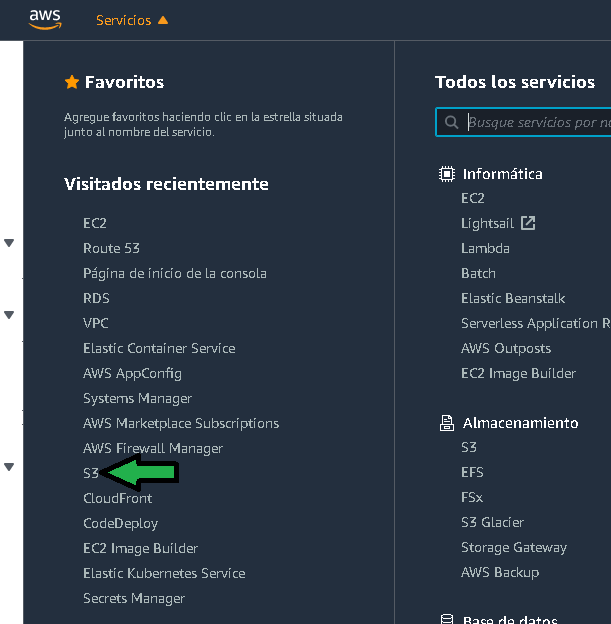 aws
Servicios
Favoritos
Agregue favoritos haciendo clic en la estrella situada
junto al nombre del servicio.
Visitados recientemente
EC2
Route 53
Página de inicio de la consola
RDS
VPC
Elastic Container Service
AWS AppConfig
Systems Manager
AWS Marketplace Subscriptions
AWS Firewall Manager
S3
CloudFront
CodeDeploy
EC2 Image Builder
Elastic Kubernetes Service
Secrets Manager
Todos los servicios
Busque servicios por
Informática
EC2
Lightsail
Lambda
Batch
Elastic Beanstalk
Serverless Application R
AWS Outposts
EC2 Image Builder
Almacenamiento
S3
EFS
FSx
S3 Glacier
Storage Gateway
AWS Backup
Base de datos